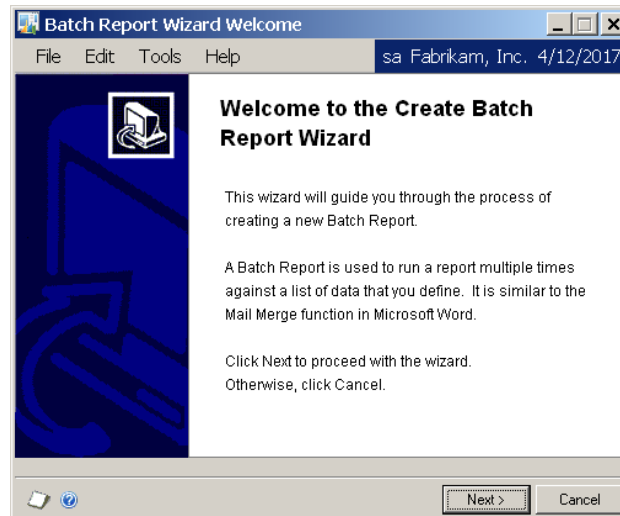 Batch Report Wizard Welcome
File Edit Tools Help sa Fabrikam, Inc. 4/12/2017
Welcome to the Create Batch
Report Wizard
This wizard will guide you through the process of
creating a new Batch Report.
A Batch Report is used to run a report multiple times
against a list of data that you define. It is similar to the
Mail Merge function in Microsoft Word.
Click Next to proceed with the wizard.
Otherwise, click Cancel.
Next > Cancel